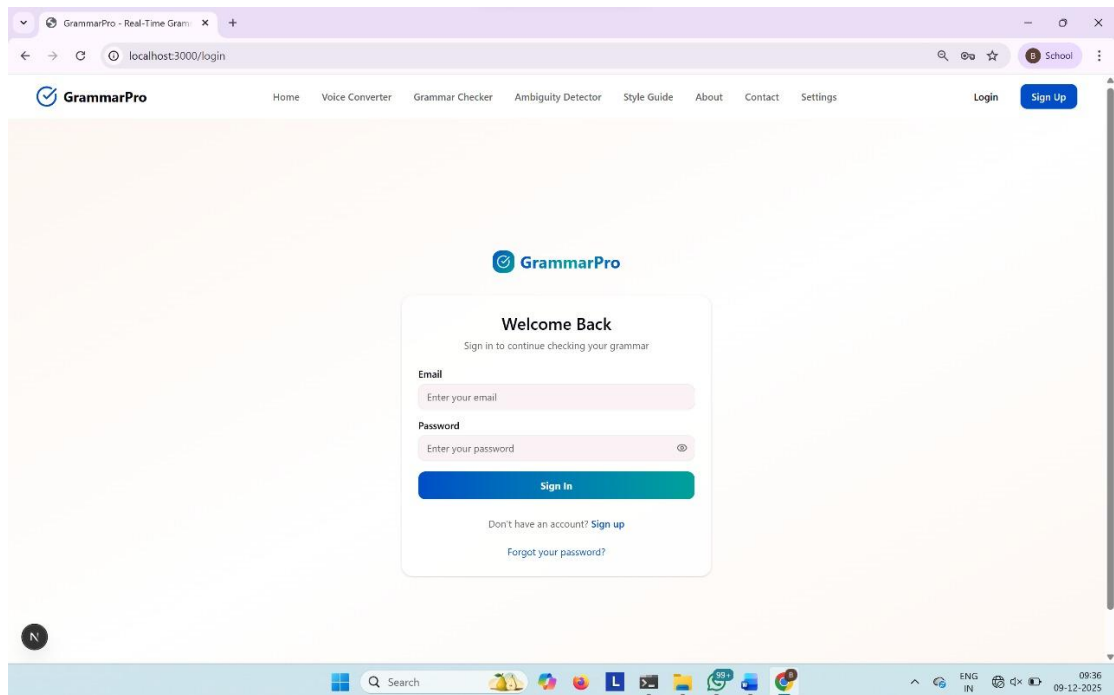 GrammarPro - Real-Time Gram
localhost:3000/login
B School
GrammarPro Home Voice Converter Grammar Checker Ambiguity Detector Style Guide About Contact Settings Login Sign Up
GrammarPro
Welcome Back
Sign in to continue checking your grammar
Email
Enter your email
Password
Enter your password
Sign In
Don't have an account? Sign up
Forgot your password?
N
Search
L
99+
B
ENG
IN
09:36
09-12-2025